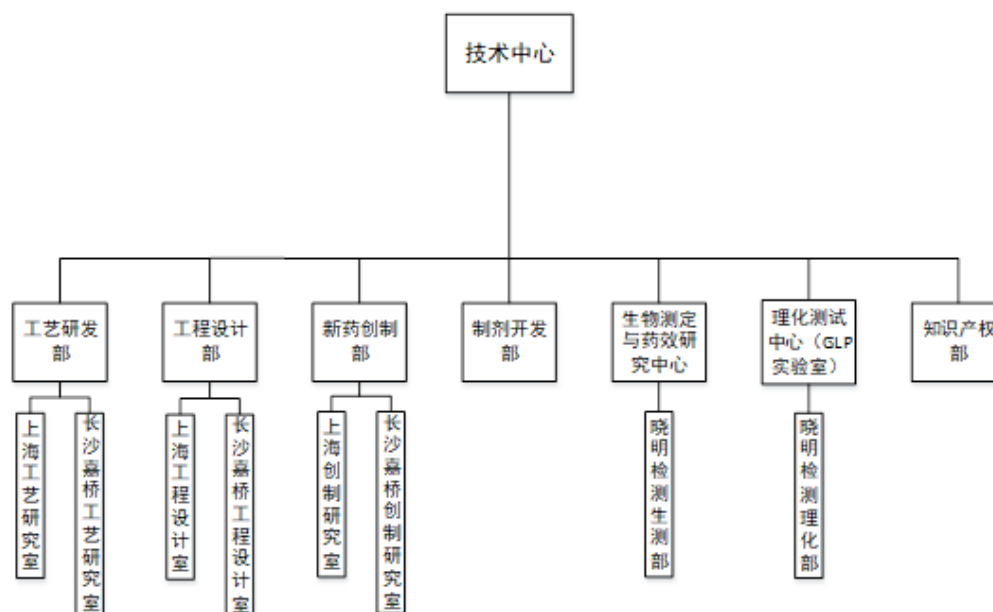 技术中心
工艺研发
部
工程设计
部
新药创制
部
制剂开发
部
生物测定
与药效研
究中心
理化测试
中心（GLP
实验室）
知识产权
部
上海工艺研究室
长沙嘉桥工艺研究室
上海工程设计室
长沙嘉桥工程设计室
上海创制研究室
长沙嘉桥创制研究室
晓明检测生测部
晓明检测理化部